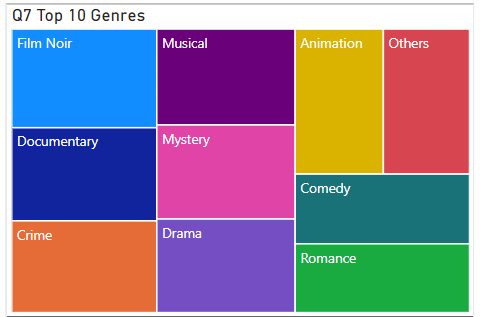 Q7 Top 10 Genres
Film Noir
Documentary
Crime
Musical
Mystery
Drama
Animation
Others
Comedy
Romance